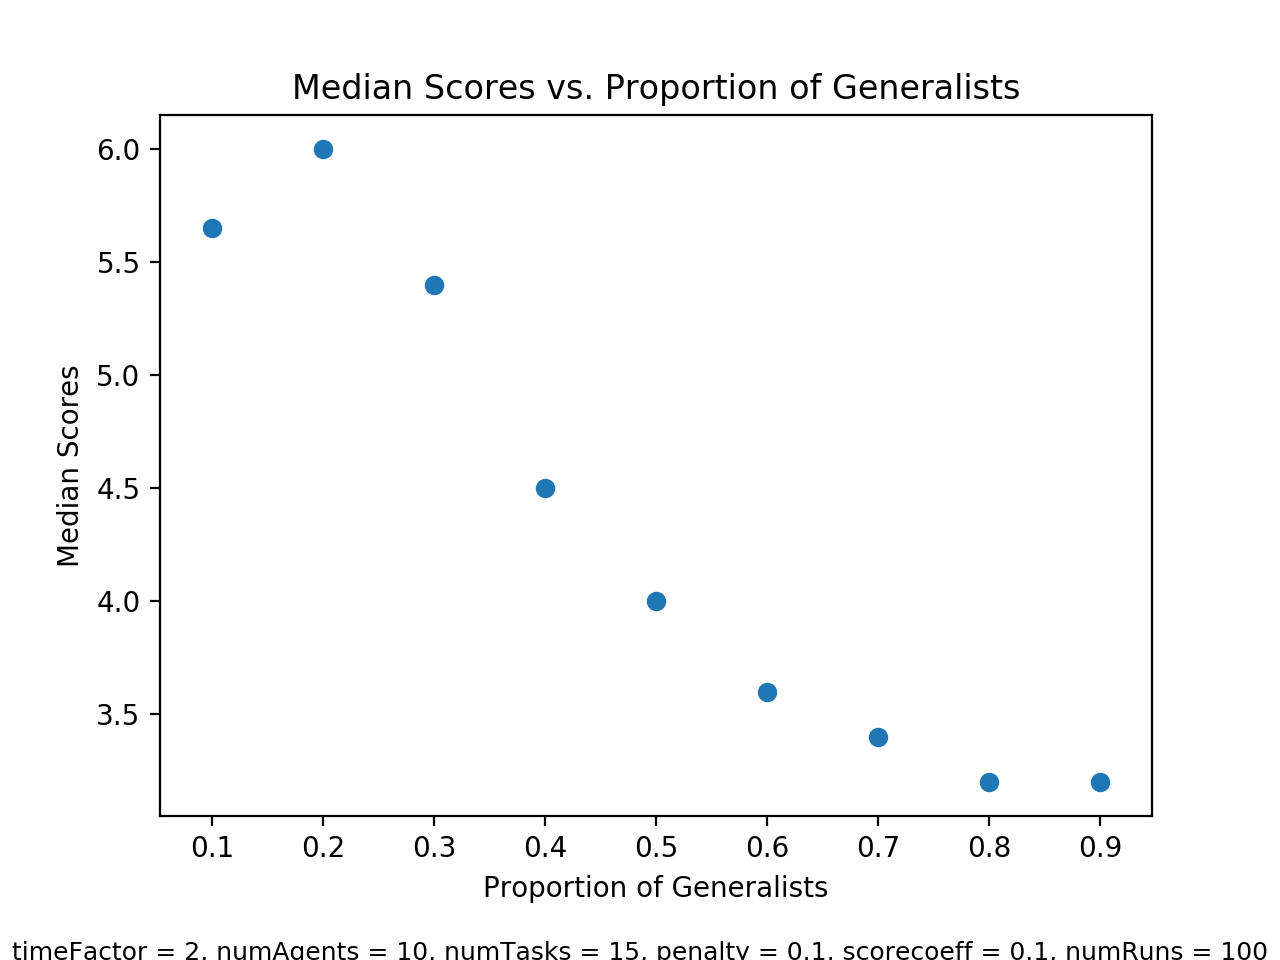 Median Scores vs. Proportion of Generalists
6.0
5.5
5.0
4.5
4.0
3.5
Median Scores
0.1 0.2 0.3 0.4 0.5 0.6 0.7 0.8 0.9
Proportion of Generalists
timeFactor = 2, numAgents = 10, numTasks = 15, penalty = 0.1, scorecoeff = 0.1, numRuns = 100